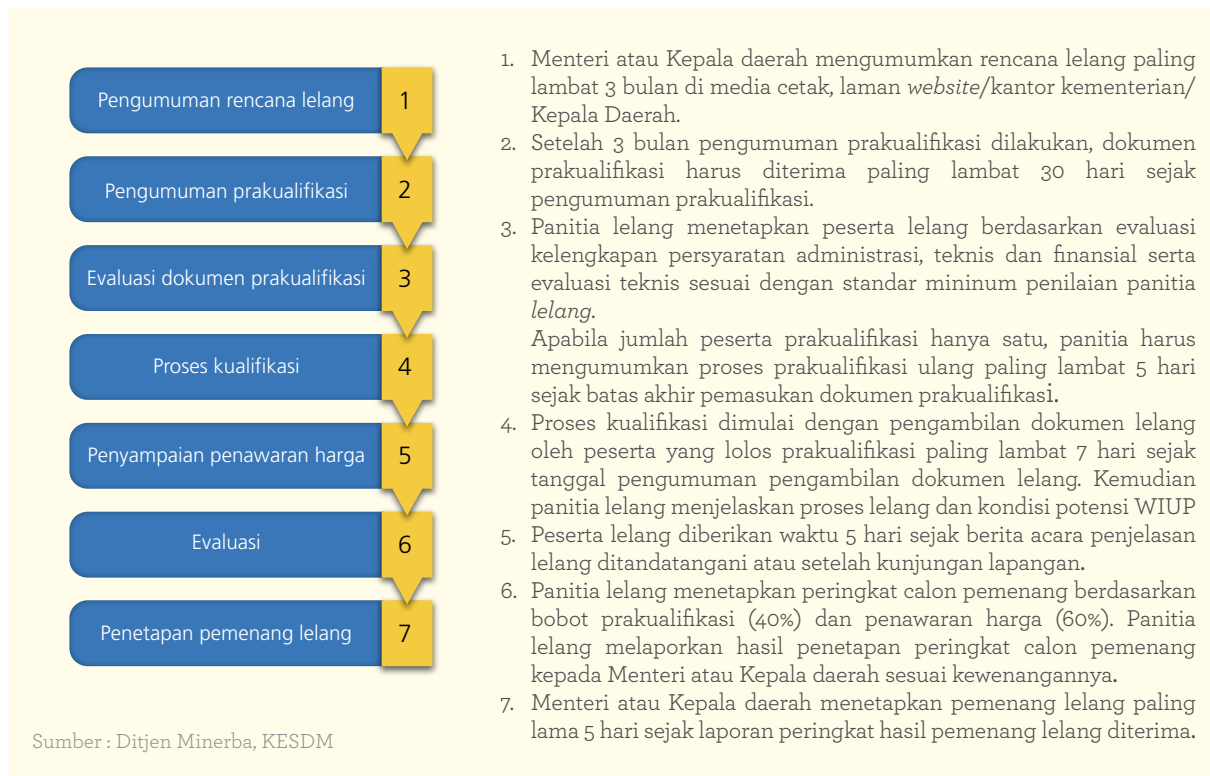 Pengumuman rencana lelang 1
Pengumuman prakualifikasi 2
Evaluasi dokumen prakualifikasi 3
Proses kualifikasi 4
Penyampaian penawaran harga 5
Evaluasi 6
Penetapan pemenang lelang 7
1. Menteri atau Kepala daerah mengumumkan rencana lelang paling
lambat 3 bulan di media cetak, laman website/kantor kementerian/
Kepala Daerah.
2. Setelah 3 bulan pengumuman prakualifikasi dilakukan, dokumen
prakualifikasi harus diterima paling lambat 30 hari sejak
pengumuman prakualifikasi.
3. Panitia lelang menetapkan peserta lelang berdasarkan evaluasi
kelengkapan persyaratan administrasi, teknis dan finansial serta
evaluasi teknis sesuai dengan standar mininum penilaian panitia
lelang.
Apabila jumlah peserta prakualifikasi hanya satu, panitia harus
mengumumkan proses prakualifikasi ulang paling lambat 5 hari
sejak batas akhir pemasukan dokumen prakualifikasi.
4. Proses kualifkasi dimulai dengan pengambilan dokumen lelang
oleh peserta yang lolos prakualifikasi paling lambat 7 hari sejak
tanggal pengumuman pengambilan dokumen lelang. Kemudian
panitia lelang menjelaskan proses lelang dan kondisi potensi WIUP
5. Peserta lelang diberikan waktu 5 hari sejak berita acara penjelasan
lelang ditandatangani atau setelah kunjungan lapangan.
6. Panitia lelang menetapkan peringkat calon pemenang berdasarkan
bobot prakualifikasi (40%) dan penawaran harga (60%). Panitia
lelang melaporkan hasil penetapan peringkat calon pemenang
kepada Menteri atau Kepala daerah sesuai kewenangannya.
7. Menteri atau Kepala daerah menetapkan pemenang lelang paling
lama 5 hari sejak laporan peringkat hasil pemenang lelang diterima.
Sumber : Ditjen Minerba, KESDM